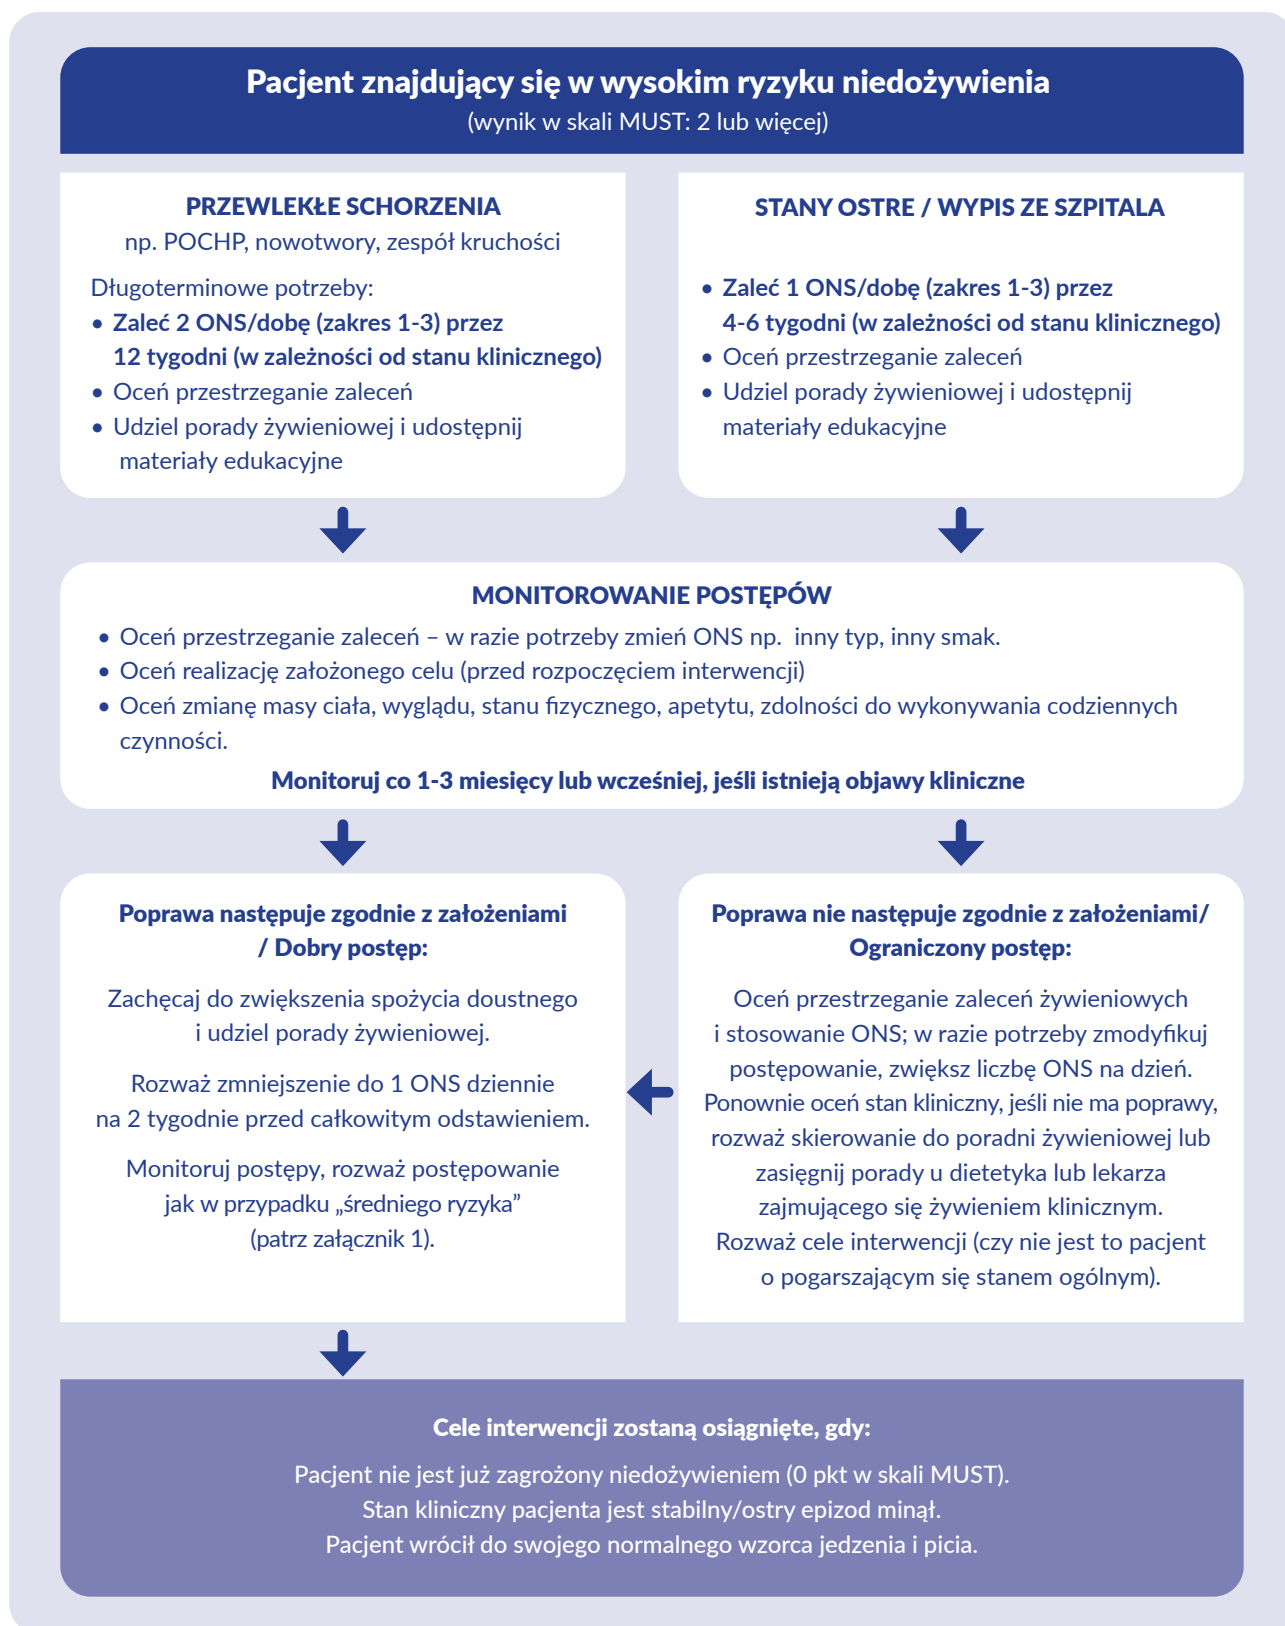 Pacjent znajdujący się w wysokim ryzyku niedożywienia
(wynik w skali MUST: 2 lub więcej)
PRZEWLEKŁE SCHORZENIA
np. POCHP, nowotwory, zespół kruchości
Długoterminowe potrzeby:
• Zaleć 2 ONS/dobę (zakres 1-3) przez
12 tygodni (w zależności od stanu klinicznego)
• Oceń przestrzeganie zaleceń
• Udziel porady żywieniowej i udostępnij
materiały edukacyjne
STANY OSTRE / WYPIS ZE SZPITALA
• Zaleć 1 ONS/dobę (zakres 1-3) przez
4-6 tygodni (w zależności od stanu klinicznego)
• Oceń przestrzeganie zaleceń
• Udziel porady żywieniowej i udostępnij
materiały edukacyjne
MONITOROWANIE POSTĘPÓW
• Oceń przestrzeganie zaleceń – w razie potrzeby zmień ONS np. inny typ, inny smak.
• Oceń realizację założonego celu (przed rozpoczęciem interwencji)
• Oceń zmianę masy ciała, wyglądu, stanu fizycznego, apetytu, zdolności do wykonywania codziennych
czynności.
Monitoruj co 1-3 miesięcy lub wcześniej, jeśli istnieją objawy kliniczne
Poprawa następuje zgodnie z założeniami
/ Dobry postęp:
Zachęcaj do zwiększenia spożycia doustnego
i udziel porady żywieniowej.
Rozważ zmniejszenie do 1 ONS dziennie
na 2 tygodnie przed całkowitym odstawieniem.
Monitoruj postępy, rozważ postępowanie
jak w przypadku „średniego ryzyka”
(patrz załącznik 1).
Poprawa nie następuje zgodnie z założeniami/
Ograniczony postęp:
Oceń przestrzeganie zaleceń żywieniowych
i stosowanie ONS; w razie potrzeby zmodyfikuj
postępowanie, zwiększ liczbę ONS na dzień.
Ponownie oceń stan kliniczny, jeśli nie ma poprawy,
rozważ skierowanie do poradni żywieniowej lub
zasięgnij porady u dietetyka lub lekarza
zajmującego się żywieniem klinicznym.
Rozważ cele interwencji (czy nie jest to pacjent
o pogarszającym się stanem ogólnym).
Cele interwencji zostaną osiągnięte, gdy:
Pacjent nie jest już zagrożony niedożywieniem (0 pkt w skali MUST).
Stan kliniczny pacjenta jest stabilny/ostry epizod minął.
Pacjent wrócił do swojego normalnego wzorca jedzenia i picia.